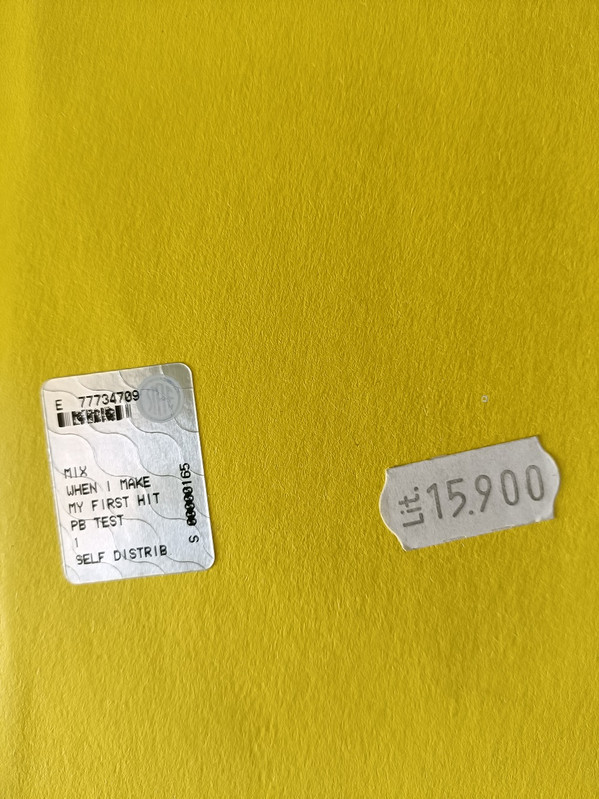 E 77734709
MIX
WHEN I MAKE
MY FIRST HIT
PB TEST
1
SELF DISTRIB
S 00000165
Lit. 15.900